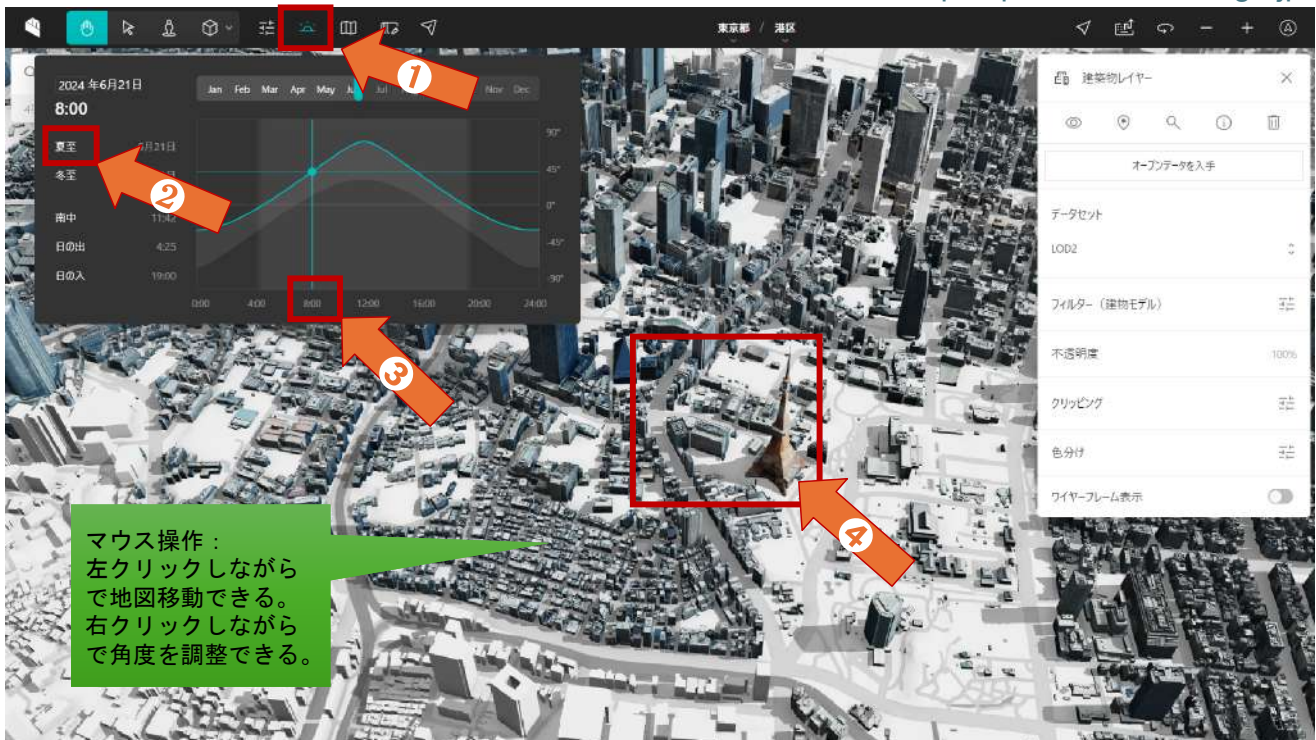 東京都 / 港区
2024 年6月21日
8:00
Jan Feb Mar Apr May Jul Nov Dec
夏至 月21日
冬至
南中 11:42
日の出 4:25
日の入 19:00
90°
45°
0°
-45°
-90°
0:00 4:00 8:00 12:00 16:00 20:00 24:00
1
2
3
4
マウス操作：
左クリックしながら
で地図移動できる。
右クリックしながら
で角度を調整できる。
建築物レイヤー
オープンデータを入手
データセット
LOD2
フィルター（建物モデル）
不透明度 100%
クリッピング
色分け
ワイヤーフレーム表示